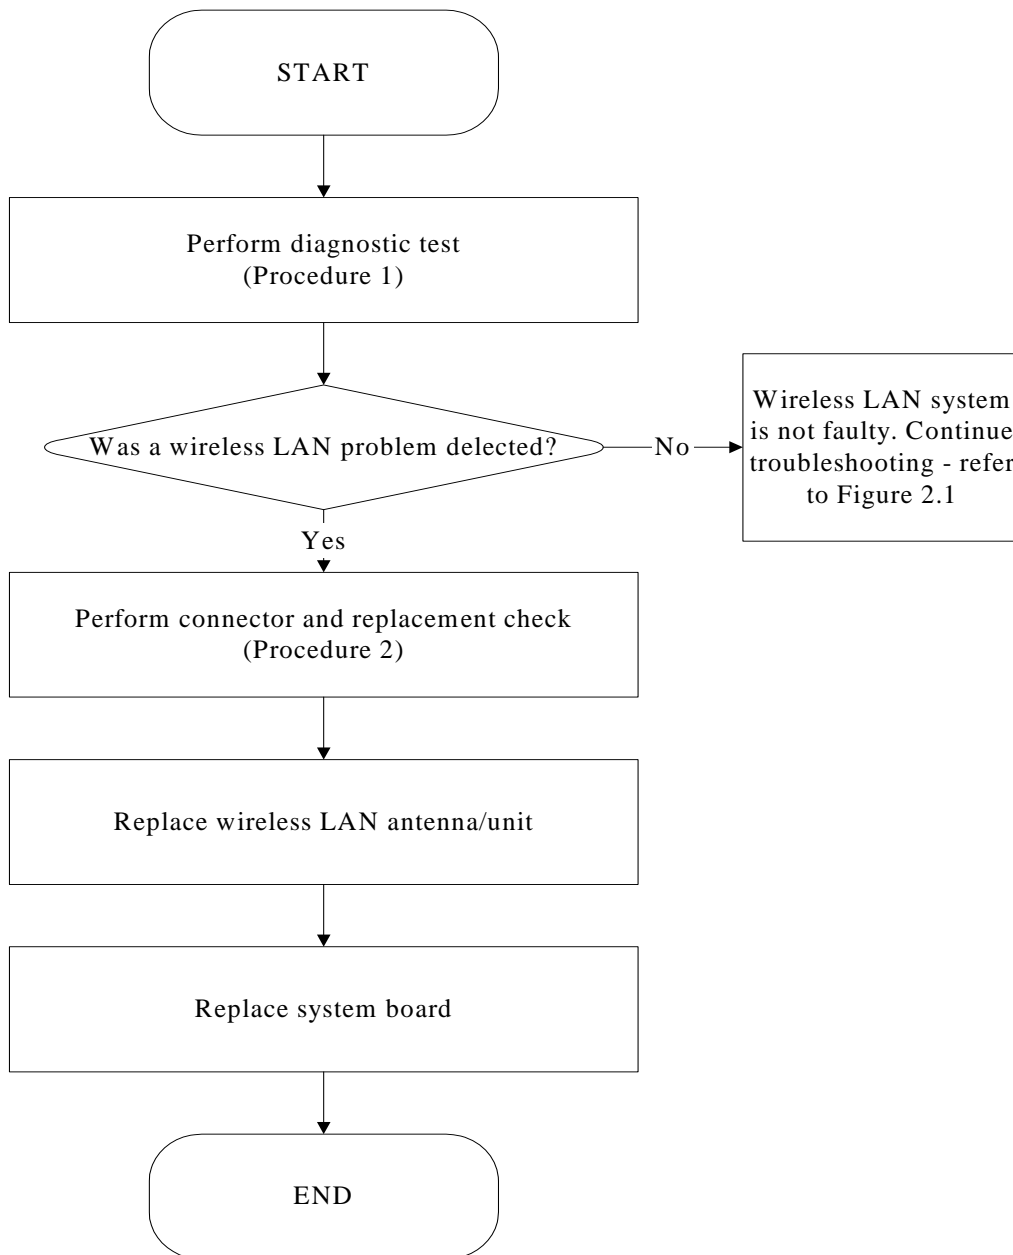 START
Perform diagnostic test
(Procedure 1)
Was a wireless LAN problem delected?
No
Wireless LAN system
is not faulty. Continue
troubleshooting - refer
to Figure 2.1
Yes
Perform connector and replacement check
(Procedure 2)
Replace wireless LAN antenna/unit
Replace system board
END